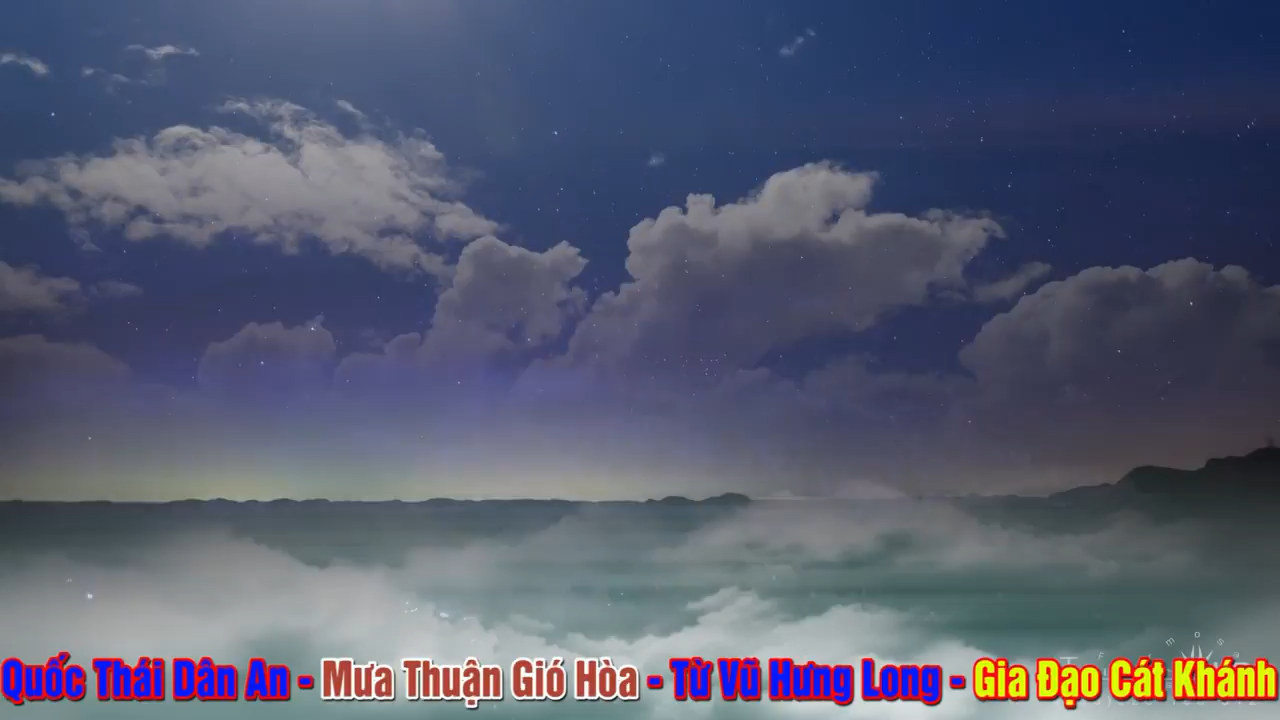 Quốc Thái Dân An - Mưa Thuận Gió Hòa - Từ Vũ Hưng Long - Gia Đạo Cát Khánh